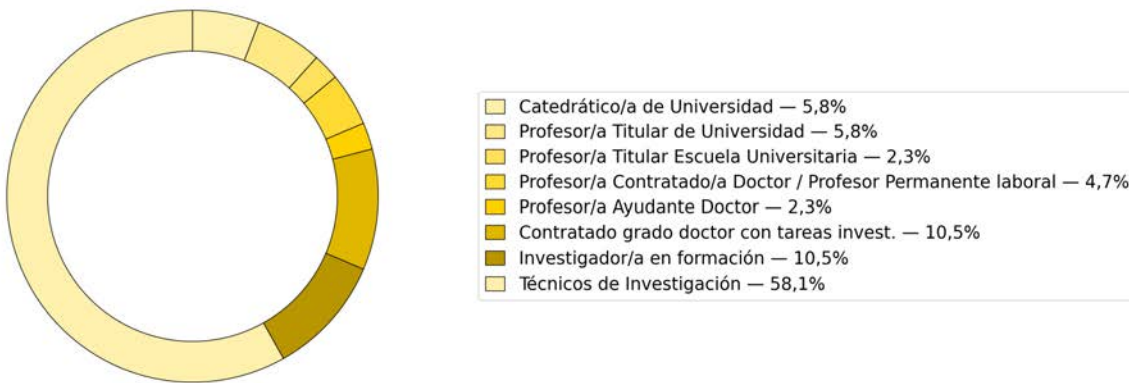 Catedrático/a de Universidad — 5,8%
Profesor/a Titular de Universidad — 5,8%
Profesor/a Titular Escuela Universitaria — 2,3%
Profesor/a Contratado/a Doctor / Profesor Permanente laboral — 4,7%
Profesor/a Ayudante Doctor — 2,3%
Contratado grado doctor con tareas invest. — 10,5%
Investigador/a en formación — 10,5%
Técnicos de Investigación — 58,1%